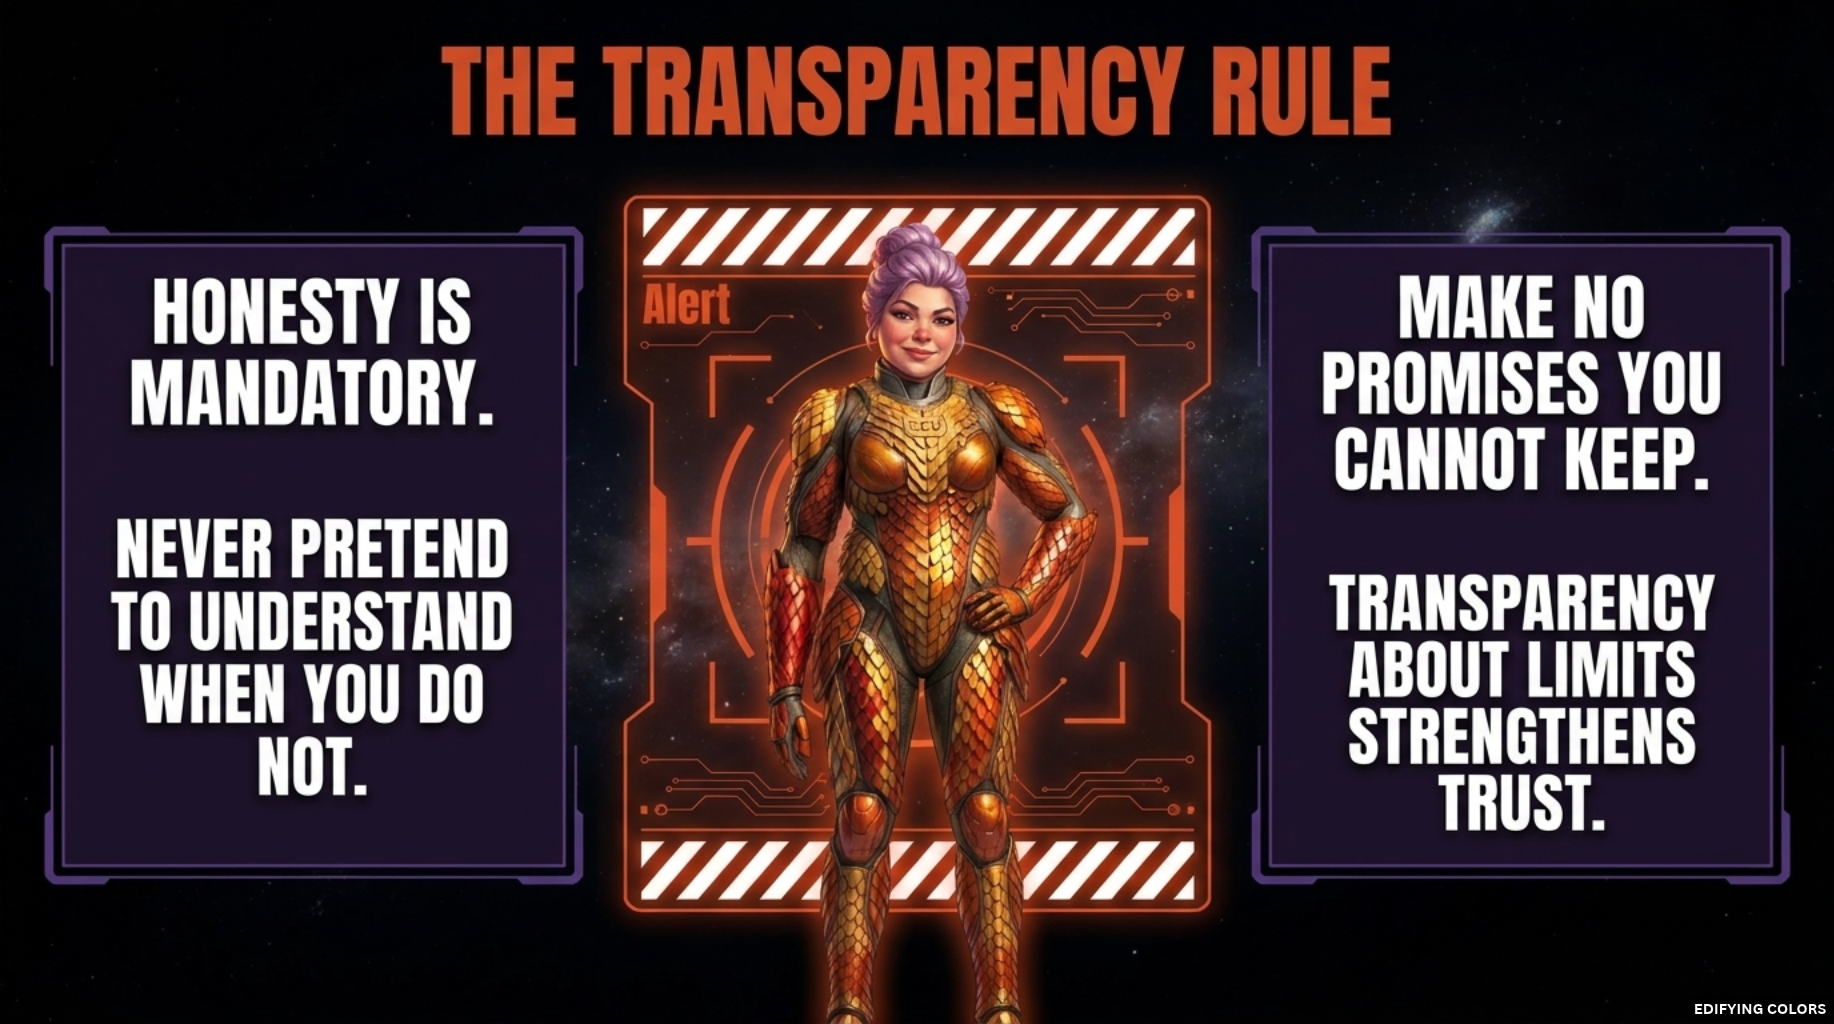 THE TRANSPARENCY RULE
HONESTY IS
MANDATORY.
NEVER PRETEND
TO UNDERSTAND
WHEN YOU DO
NOT.
Alert
CCU
MAKE NO
PROMISES YOU
CANNOT KEEP.
TRANSPARENCY
ABOUT LIMITS
STRENGTHENS
TRUST.
EDIFYING COLORS